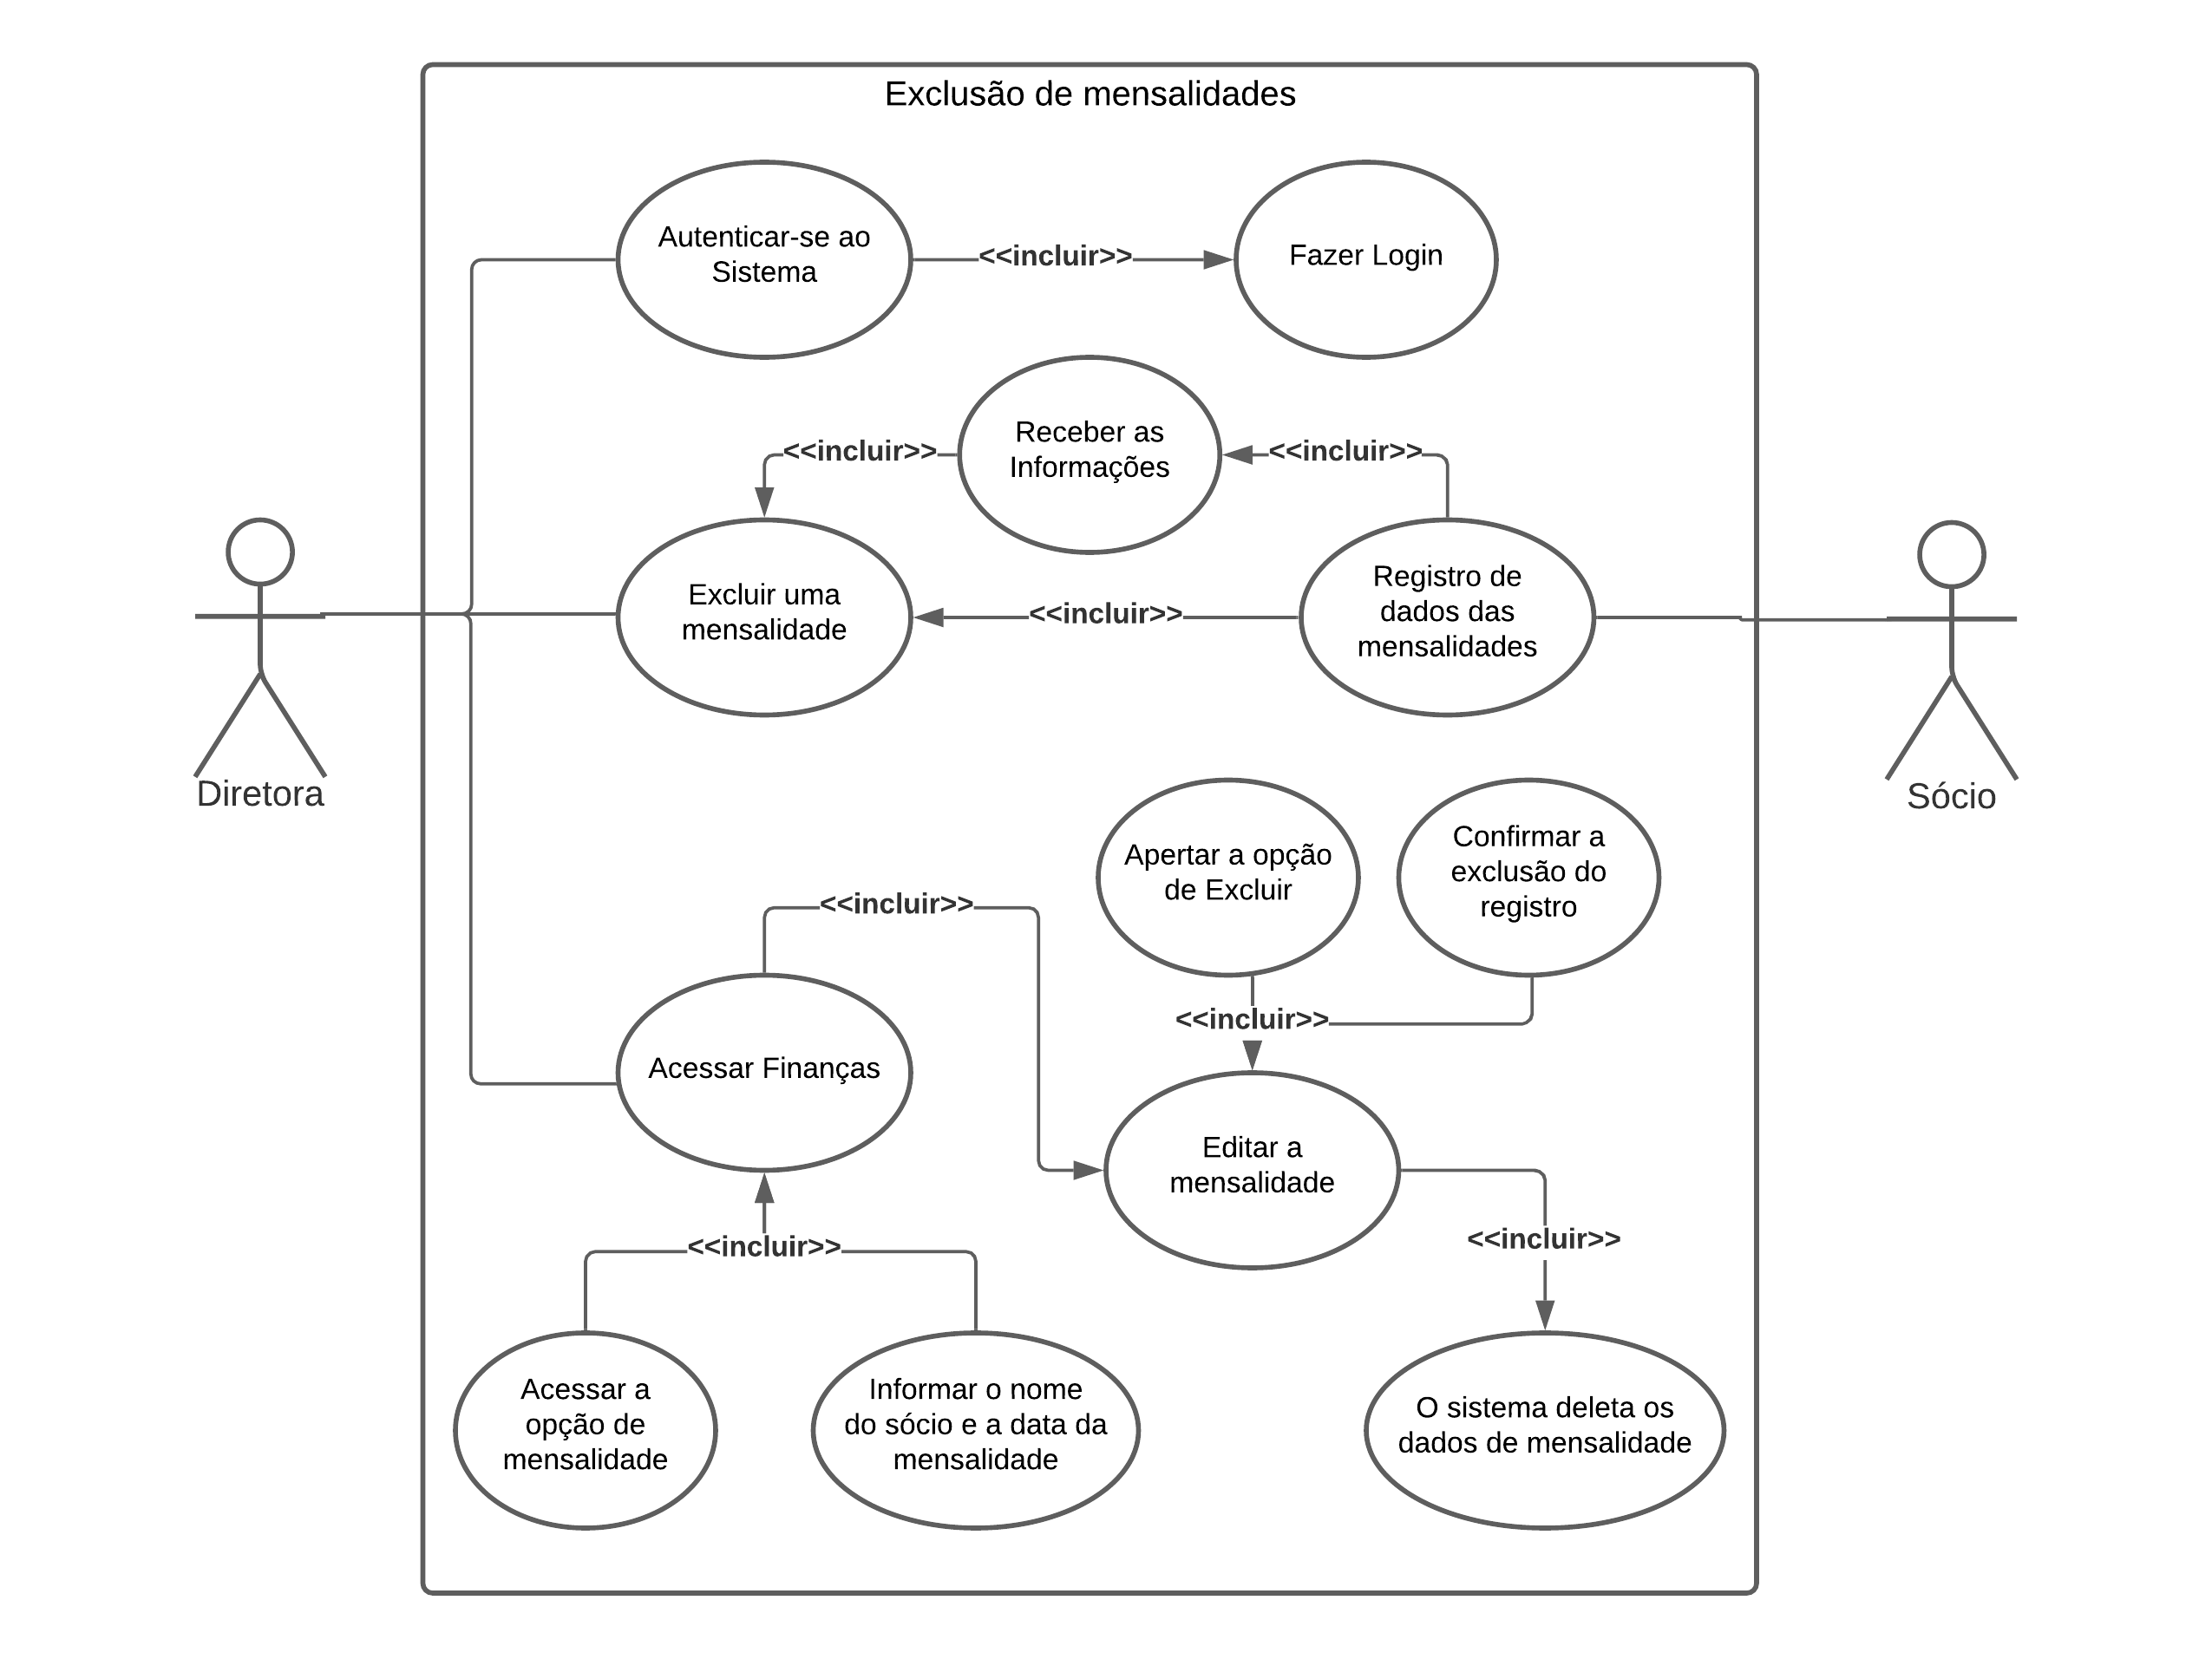 Exclusão de mensalidades
Autenticar-se ao
Sistema
<<incluir>>
Fazer Login
Receber as
Informações
<<incluir>>
<<incluir>>
Excluir uma
mensalidade
<<incluir>>
Registro de
dados das
mensalidades
Diretora
Sócio
Apertar a opção
de Excluir
Confirmar a
exclusão do
registro
<<incluir>>
<<incluir>>
Acessar Finanças
Editar a
mensalidade
<<incluir>>
<<incluir>>
Acessar a
opção de
mensalidade
Informar o nome
do sócio e a data da
mensalidade
O sistema deleta os
dados de mensalidade